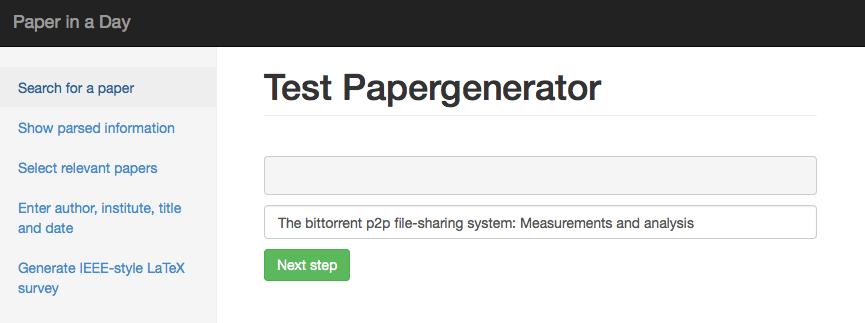 Paper in a Day
Search for a paper
Show parsed information
Select relevant papers
Enter author, institute, title
and date
Generate IEEE-style LaTeX
survey
Test Papergenerator
The bittorrent p2p file-sharing system: Measurements and analysis
Next step